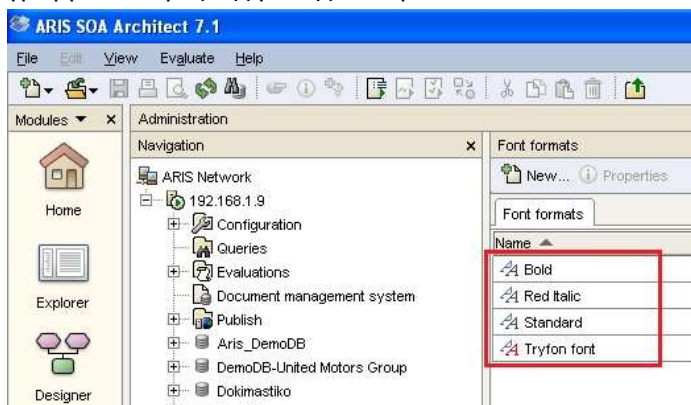 ARIS SOA Architect 7.1
File Edit View Evaluate Help
Modules
Administration
Navigation
Font formats
Home
Explorer
Designer
ARIS Network
192.168.1.9
Configuration
Queries
Evaluations
Document management system
Publish
Aris_DemoDB
DemoDB-United Motors Group
Dokimastiko
New... Properties
Font formats
Name
Bold
Red Italic
Standard
Tryfon font